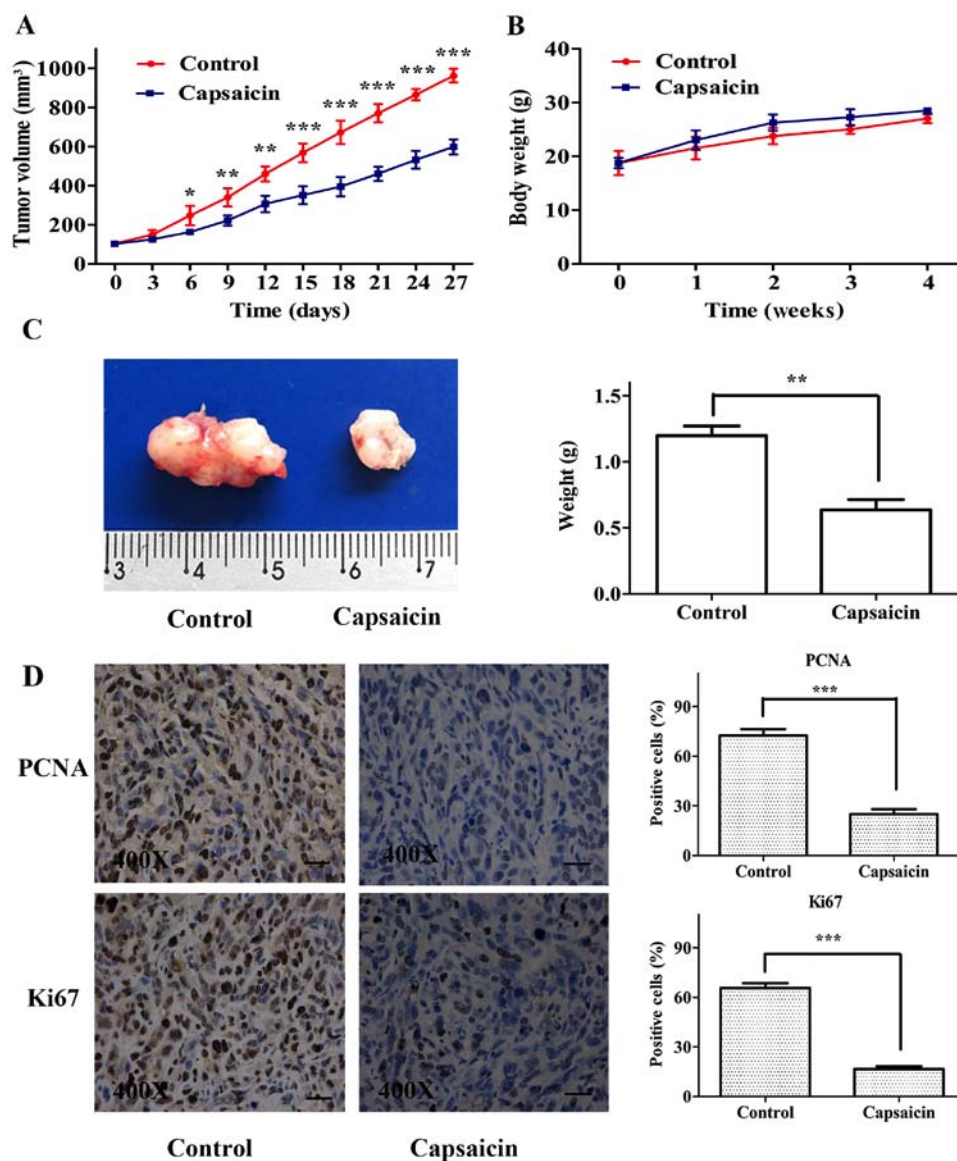 A
Tumor volume (mm³)
1000
800
600
400
200
0
Control
Capsaicin
*
**
**
***
***
***
***
***
0 3 6 9 12 15 18 21 24 27
Time (days)
B
Body weight (g)
40
30
20
10
0
Control
Capsaicin
0 1 2 3 4
Time (weeks)
C
3 4 5 6 7
Control Capsaicin
Weight (g)
1.5
1.0
0.5
0.0
**
Control Capsaicin
D
PCNA
400X 400X
Ki67
400X 400X
Control Capsaicin
PCNA
Positive cells (%)
90
60
30
0
***
Control Capsaicin
Ki67
Positive cells (%)
90
60
30
0
***
Control Capsaicin